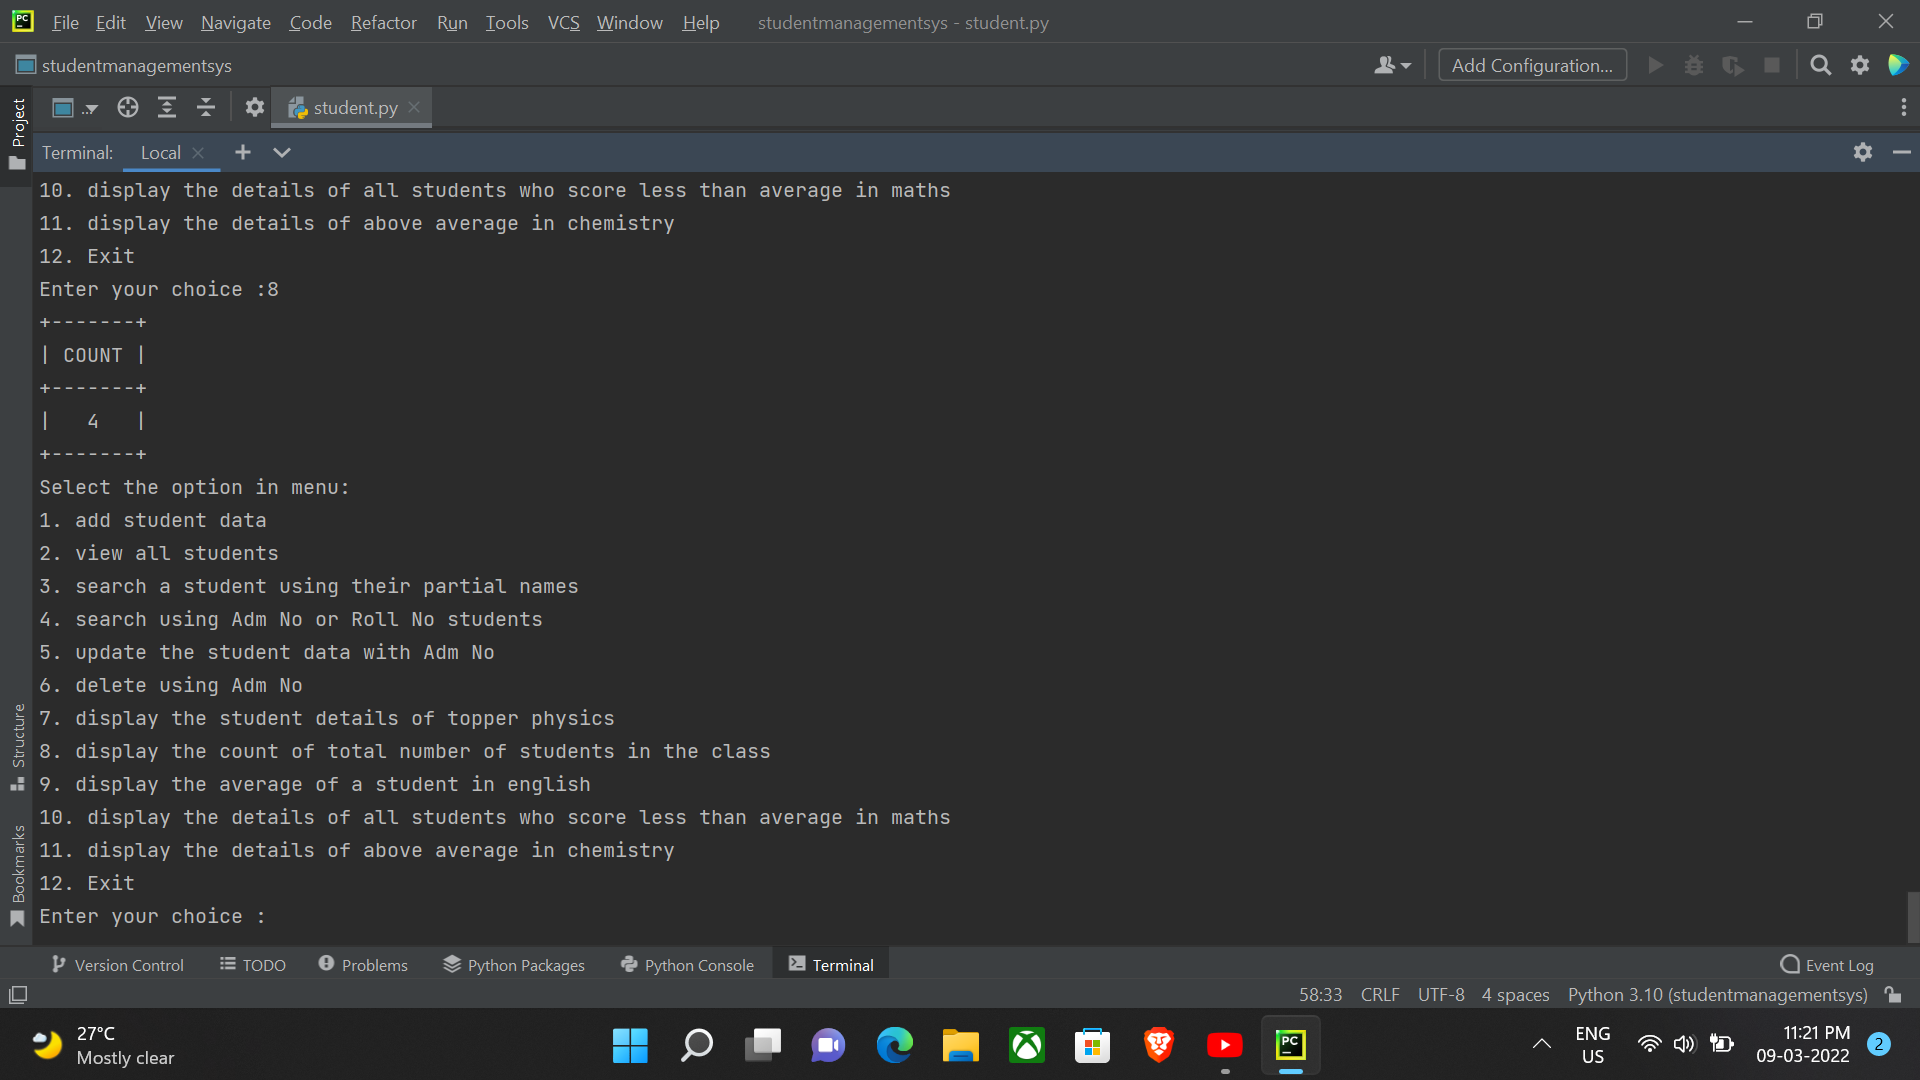 PC File Edit View Navigate Code Refactor Run Tools VCS Window Help studentmanagementsys - student.py
studentmanagementsys Add Configuration...
Project
student.py
Terminal: Local
10. display the details of all students who score less than average in maths
11. display the details of above average in chemistry
12. Exit
Enter your choice :8
+-------+
| COUNT |
+-------+
|   4   |
+-------+
Select the option in menu:
1. add student data
2. view all students
3. search a student using their partial names
4. search using Adm No or Roll No students
5. update the student data with Adm No
6. delete using Adm No
7. display the student details of topper physics
8. display the count of total number of students in the class
9. display the average of a student in english
10. display the details of all students who score less than average in maths
11. display the details of above average in chemistry
12. Exit
Enter your choice :
Structure
Bookmarks
Version Control TODO Problems Python Packages Python Console Terminal Event Log
58:33 CRLF UTF-8 4 spaces Python 3.10 (studentmanagementsys)
27°C
Mostly clear
PC
ENG
US
11:21 PM
09-03-2022
2